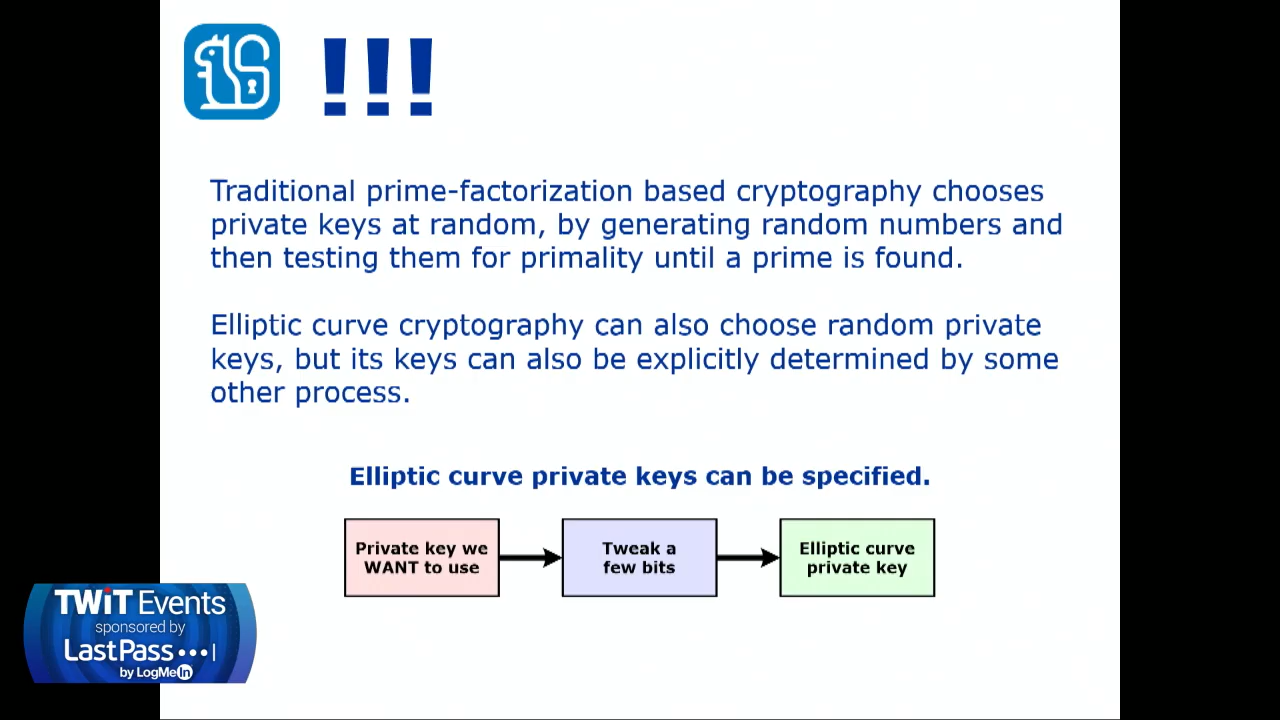 !!!
Traditional prime-factorization based cryptography chooses
private keys at random, by generating random numbers and
then testing them for primality until a prime is found.
Elliptic curve cryptography can also choose random private
keys, but its keys can also be explicitly determined by some
other process.
Elliptic curve private keys can be specified.
Private key we
WANT to use
Tweak a
few bits
Elliptic curve
private key
TWiT Events
sponsored by
LastPass •••|
by LogMeIn